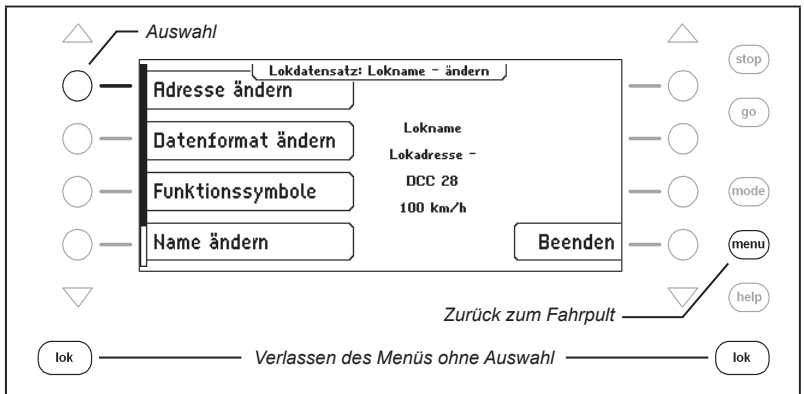 Auswahl
stop
Lokdatensatz: Lokname - ändern
Adresse ändern
go
Datenformat ändern
Lokname
Lokadresse -
Funktionssymbole
DCC 28
mode
100 km/h
Name ändern
Beenden
menu
help
Zurück zum Fahrpult
lok
Verlassen des Menüs ohne Auswahl
lok